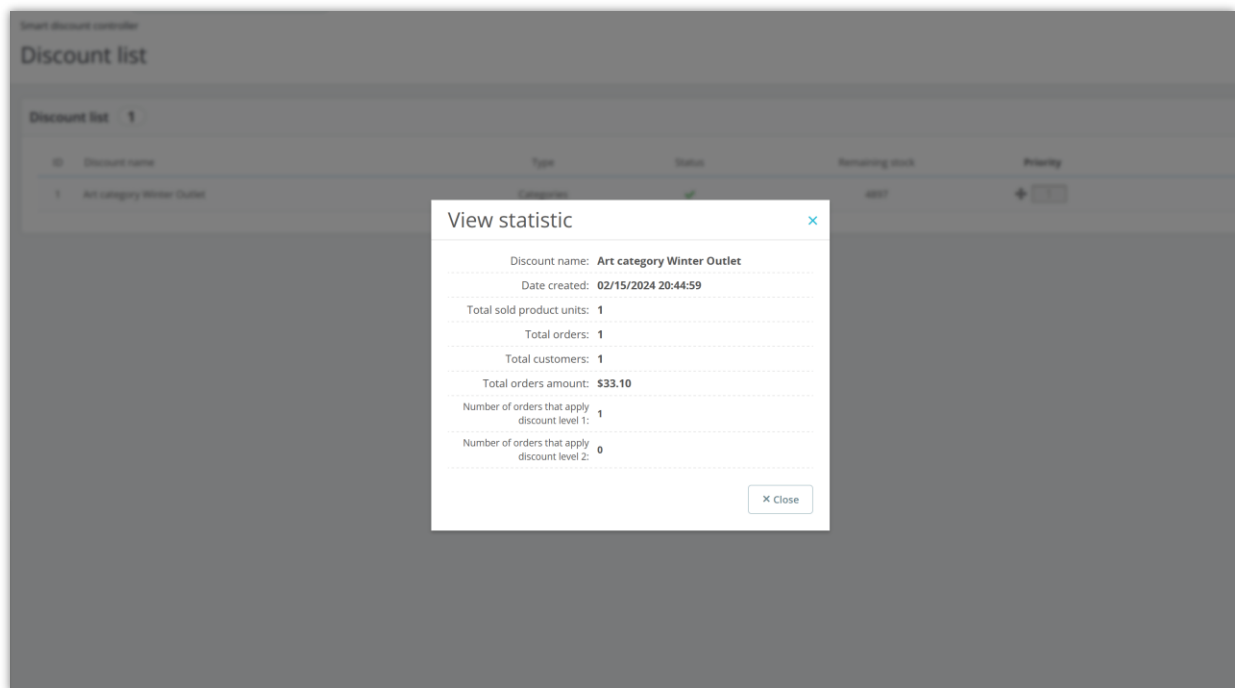 Smart discount controller
Discount list
Discount list 1
ID Discount name Type Status Remaining stock Priority
1 Art category Winter Outlet Categories 4897 1
View statistic ×
Discount name: Art category Winter Outlet
Date created: 02/15/2024 20:44:59
Total sold product units: 1
Total orders: 1
Total customers: 1
Total orders amount: $33.10
Number of orders that apply
discount level 1: 1
Number of orders that apply
discount level 2: 0
× Close